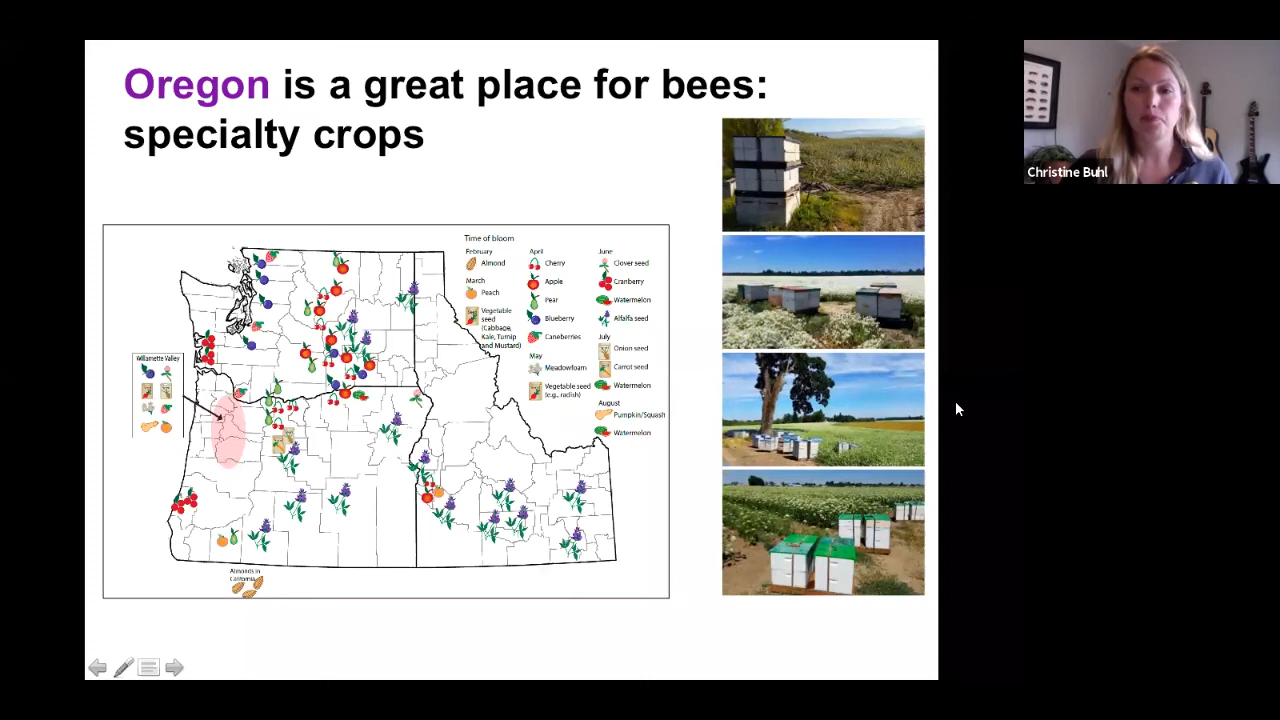 Oregon is a great place for bees:
specialty crops
Christine Buhl
Time of bloom
February
Almond
March
Peach
Vegetable
seed
(Cabbage,
Kale, Turnip
and Mustard)
April
Cherry
Apple
Pear
Blueberry
Caneberries
May
Meadowfoam
Vegetable seed
(e.g., radish)
June
Clover seed
Cranberry
Watermelon
Alfalfa seed
July
Onion seed
Carrot seed
Watermelon
August
Pumpkin/Squash
Watermelon
Willamette Valley
Almonds in
California